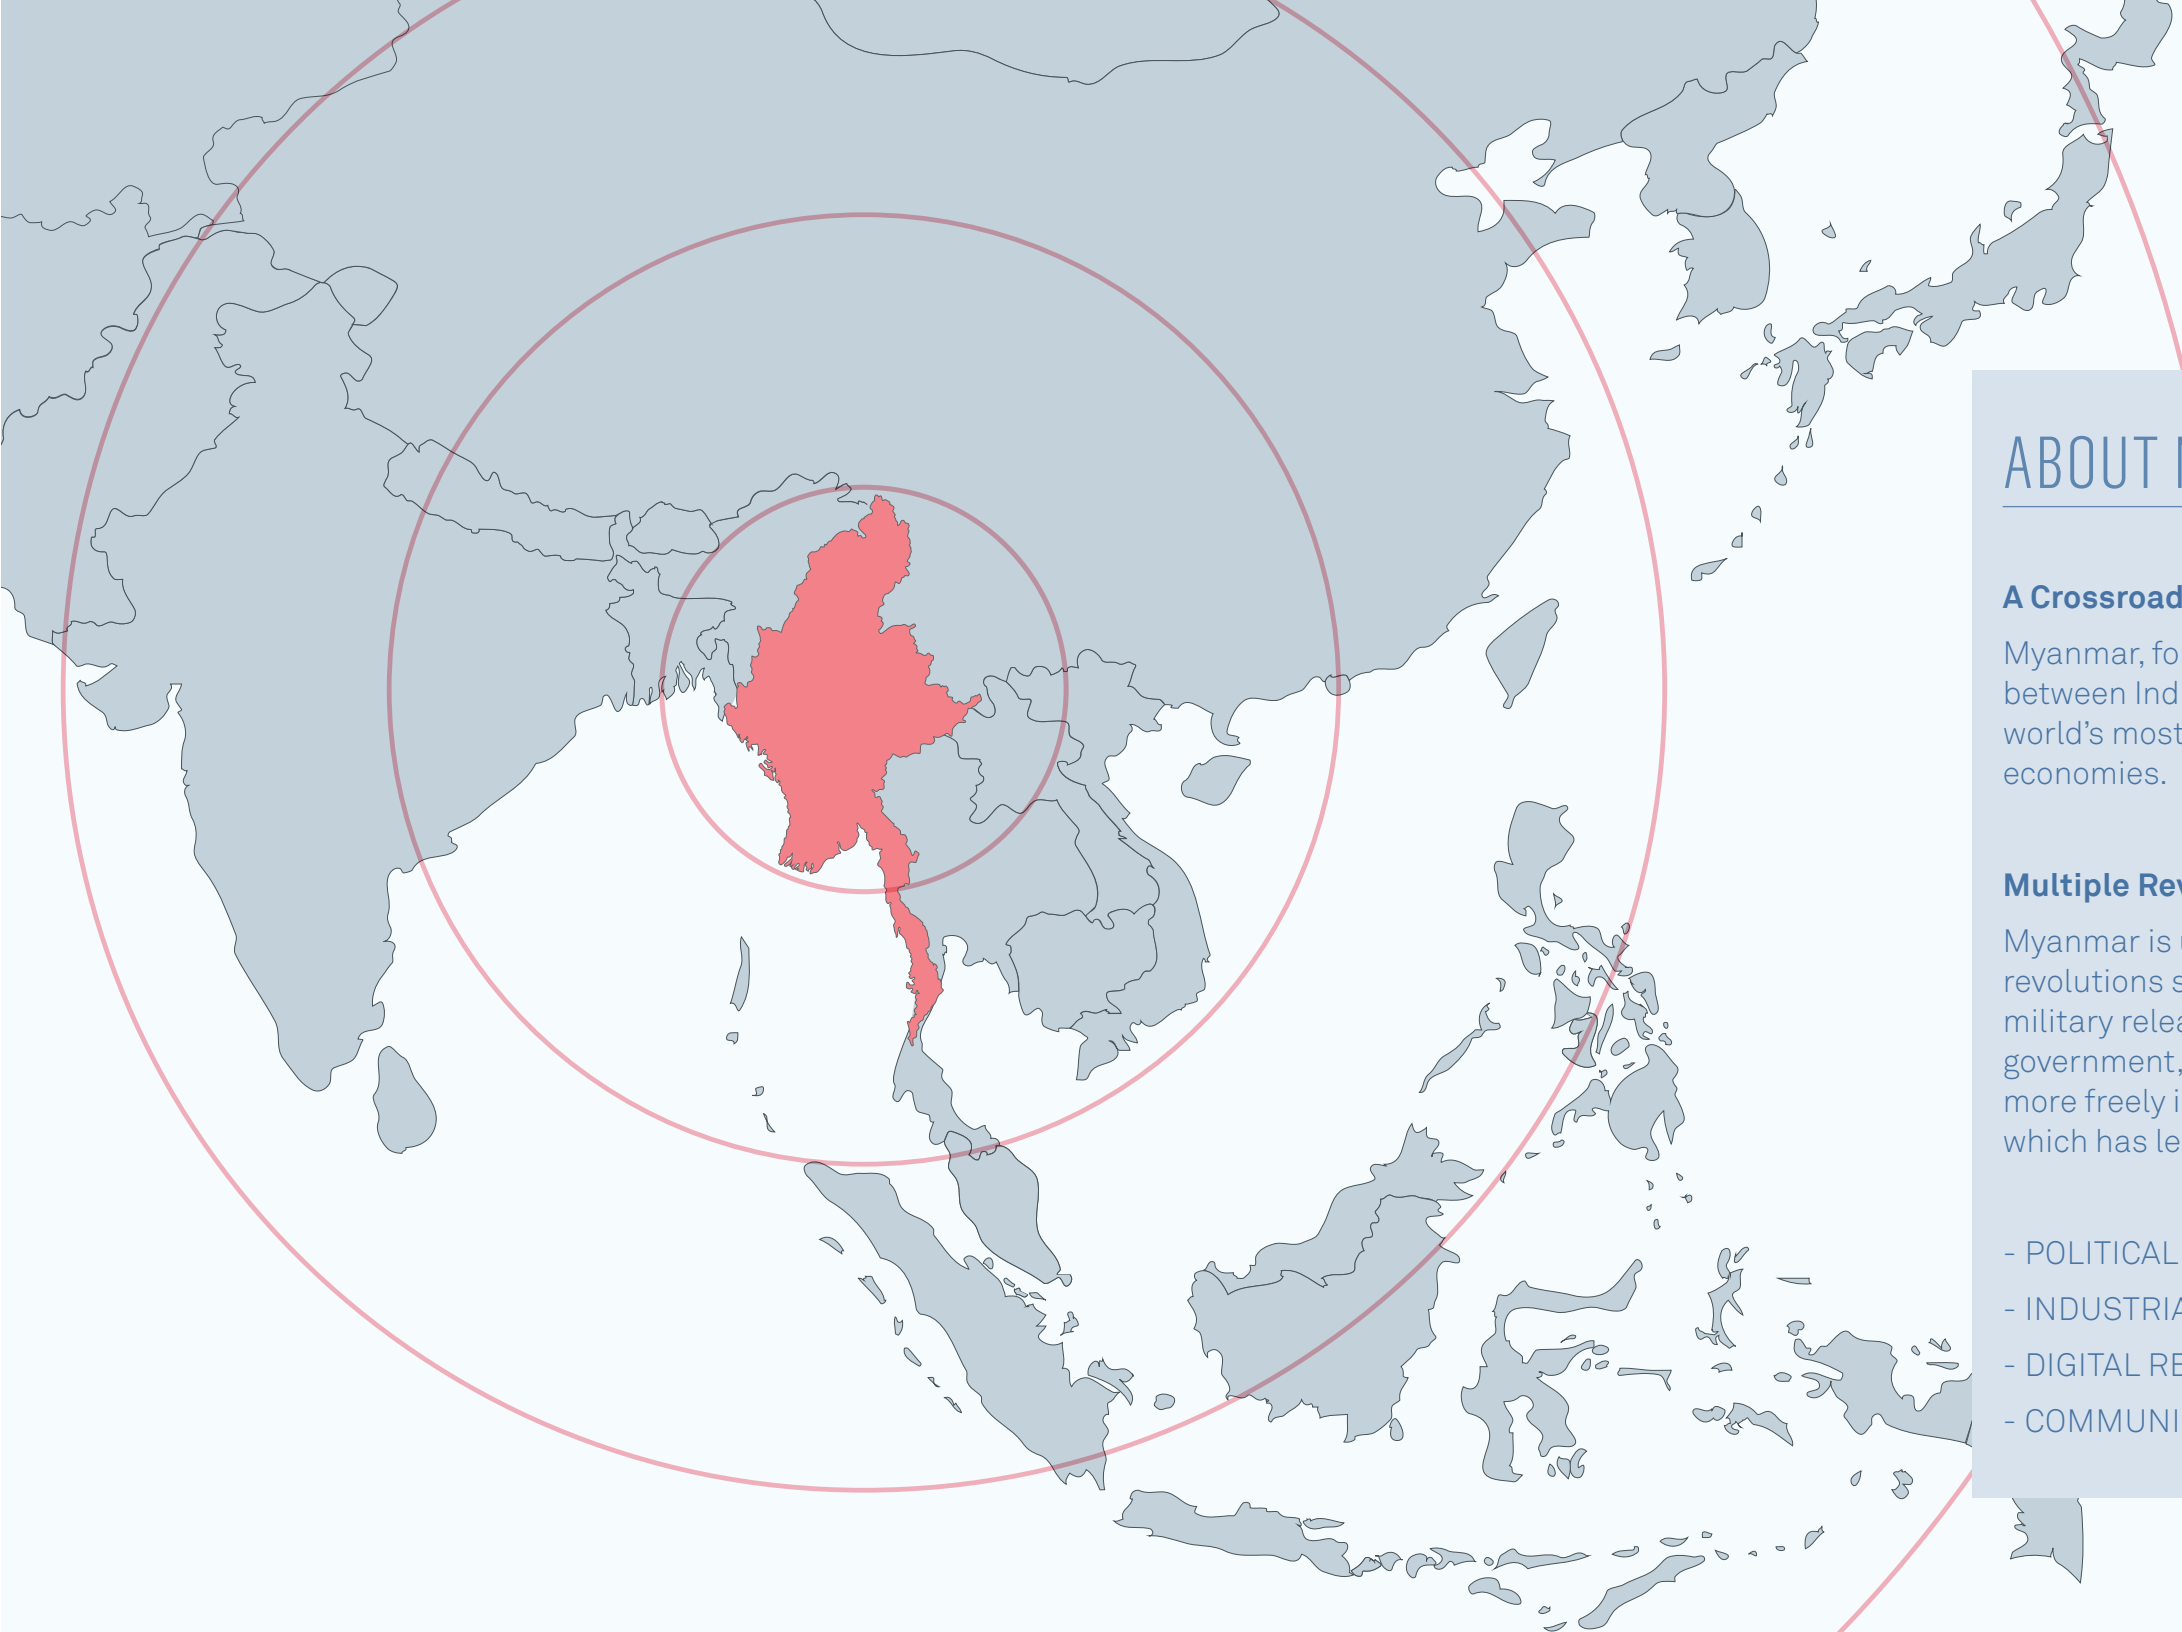 ABOUT
A Crossroad
Myanmar, fo
between Ind
world's most
economies.
Multiple Rev
Myanmar is
revolutions s
military relea
government,
more freely i
which has le
- POLITICAL
- INDUSTRIA
- DIGITAL RE
- COMMUNI